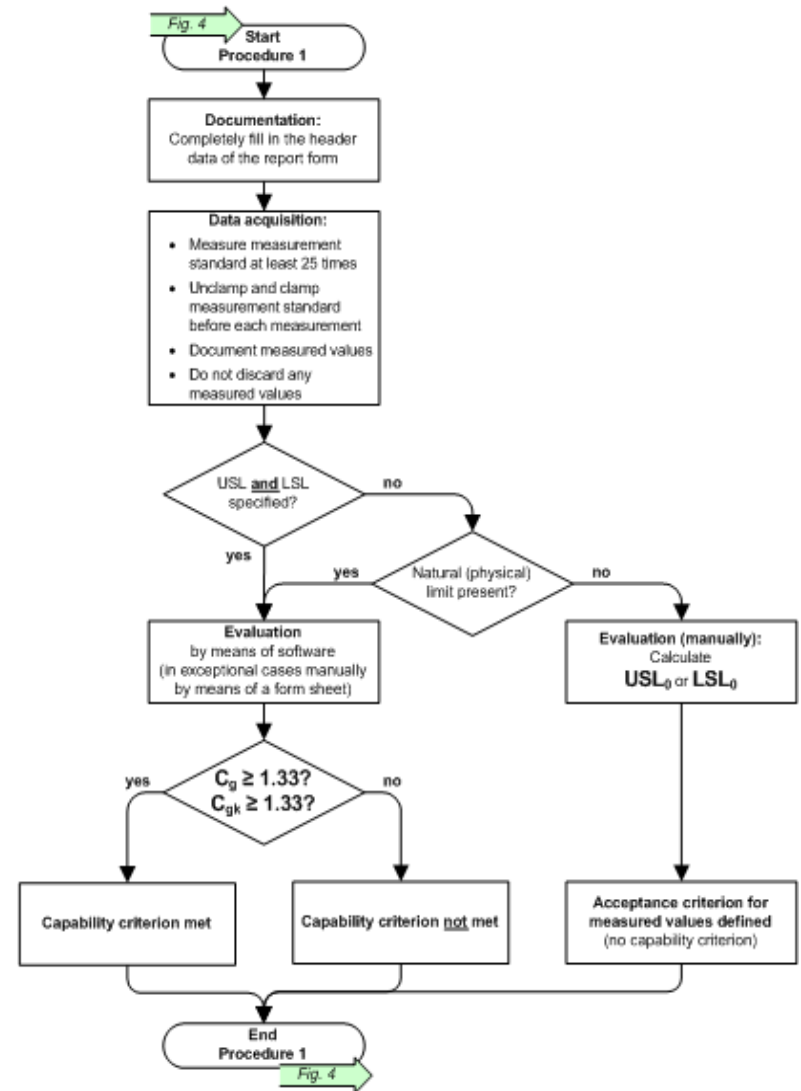 Fig. 4
Start
Procedure 1
Documentation:
Completely fill in the header
data of the report form
Data acquisition:
• Measure measurement
standard at least 25 times
• Unclamp and clamp
measurement standard
before each measurement
• Document measured values
• Do not discard any
measured values
USL and LSL
specified?
no
yes
Natural (physical)
limit present?
yes
no
Evaluation
by means of software
(in exceptional cases manually
by means of a form sheet)
Evaluation (manually):
Calculate
USL₀ or LSL₀
yes
Cg ≥ 1.33?
Cgk ≥ 1.33?
no
Capability criterion met
Capability criterion not met
Acceptance criterion for
measured values defined
(no capability criterion)
End
Procedure 1
Fig. 4